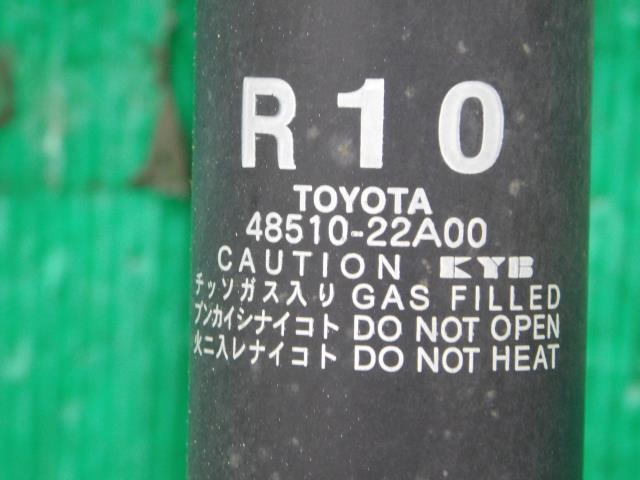 R10
TOYOTA
48510-22A00
CAUTION KYB
チッソガス入り GAS FILLED
ブンカイシナイコト DO NOT OPEN
火ニ入レナイコト DO NOT HEAT